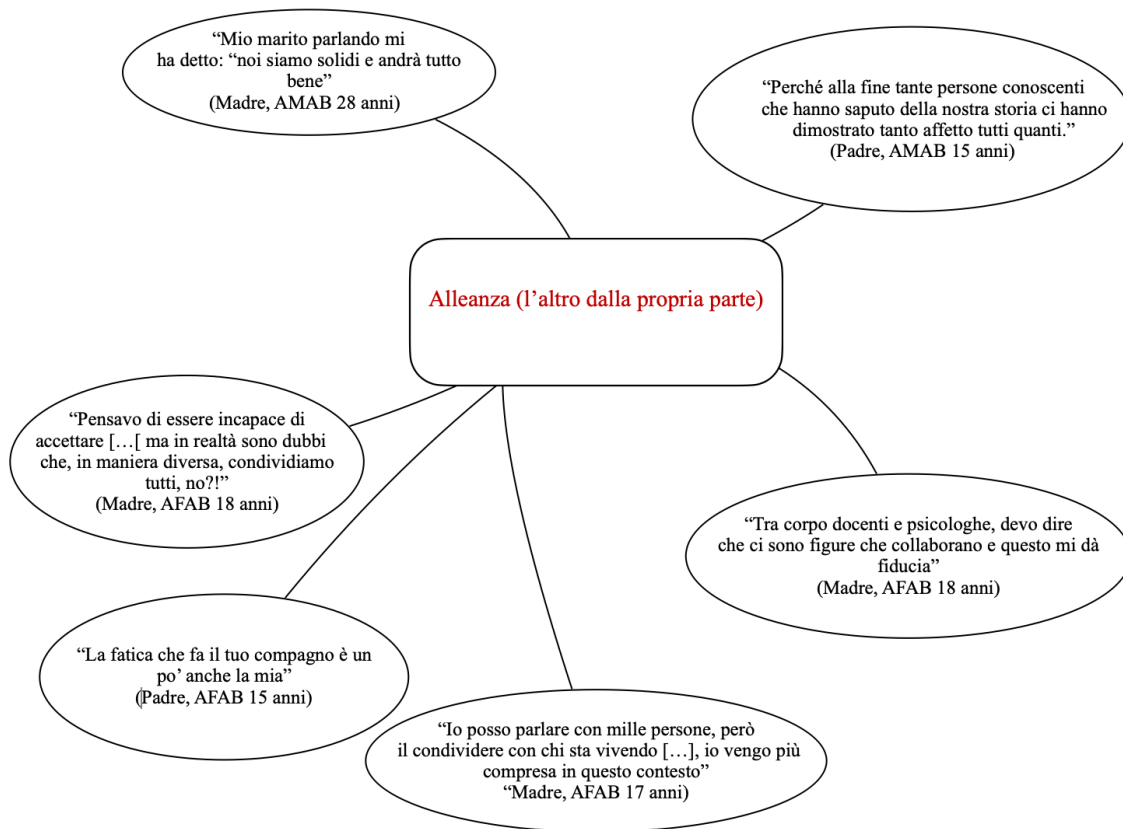 “Mio marito parlando mi
ha detto: “noi siamo solidi e andrà tutto
bene”
(Madre, AMAB 28 anni)
“Perché alla fine tante persone conoscenti
che hanno saputo della nostra storia ci hanno
dimostrato tanto affetto tutti quanti.”
(Padre, AMAB 15 anni)
Alleanza (l’altro dalla propria parte)
“Pensavo di essere incapace di
accettare […[ ma in realtà sono dubbi
che, in maniera diversa, condividiamo
tutti, no?!”
(Madre, AFAB 18 anni)
“Tra corpo docenti e psicologhe, devo dire
che ci sono figure che collaborano e questo mi dà
fiducia”
(Madre, AFAB 18 anni)
“La fatica che fa il tuo compagno è un
po’ anche la mia”
(Padre, AFAB 15 anni)
“Io posso parlare con mille persone, però
il condividere con chi sta vivendo […], io vengo più
compresa in questo contesto”
“Madre, AFAB 17 anni)